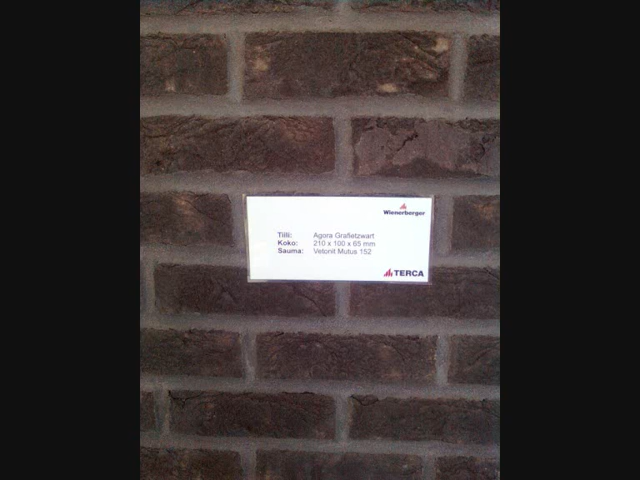 Wienerberger
Tiili: Agora Grafietzwart
Koko: 210 x 100 x 65 mm
Sauma: Vetonit Mutus 152
TERCA